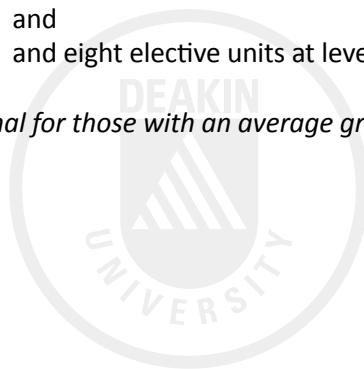 and
and eight elective units at leve
nal for those with an average gr
DEAKIN
UNIVERSITY